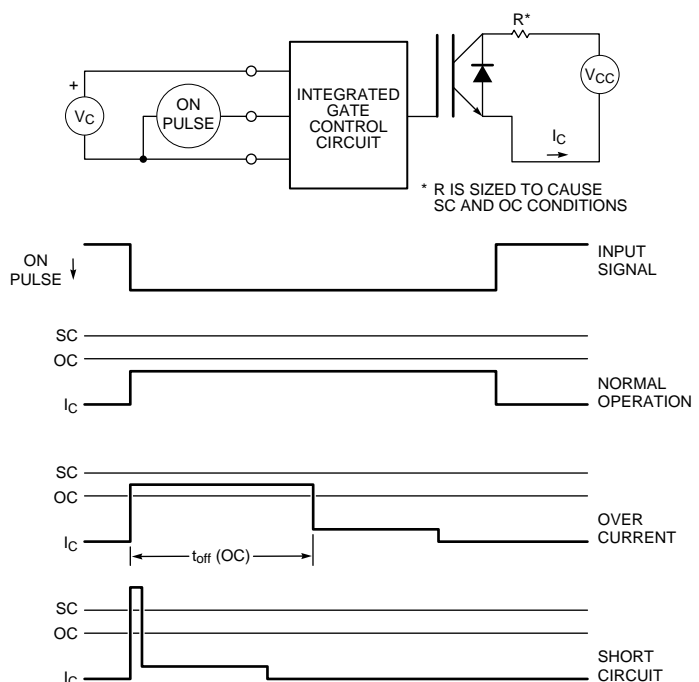 R*
+
VC
ON
PULSE
INTEGRATED
GATE
CONTROL
CIRCUIT
VCC
IC
* R IS SIZED TO CAUSE
SC AND OC CONDITIONS
ON
PULSE
INPUT
SIGNAL
SC
OC
IC
NORMAL
OPERATION
SC
OC
IC
toff (OC)
OVER
CURRENT
SC
OC
IC
SHORT
CIRCUIT